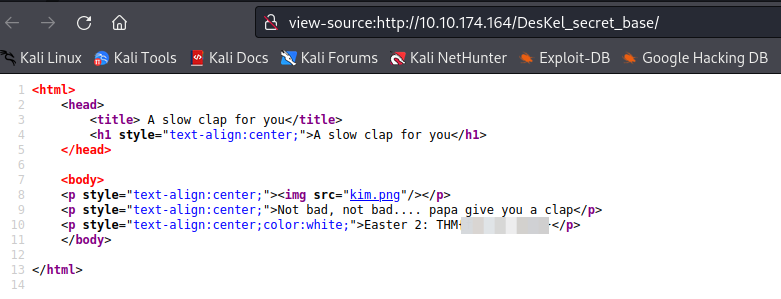 view-source:http://10.10.174.164/DesKel_secret_base/
Kali Linux Kali Tools Kali Docs Kali Forums Kali NetHunter Exploit-DB Google Hacking DB
1 <html>
2 <head>
3 <title> A slow clap for you</title>
4 <h1 style="text-align:center;">A slow clap for you</h1>
5 </head>
6
7 <body>
8 <p style="text-align:center;"><img src="kim.png"/></p>
9 <p style="text-align:center;">Not bad, not bad.... papa give you a clap</p>
10 <p style="text-align:center;color:white;">Easter 2: THM </p>
11 </body>
12
13 </html>
14